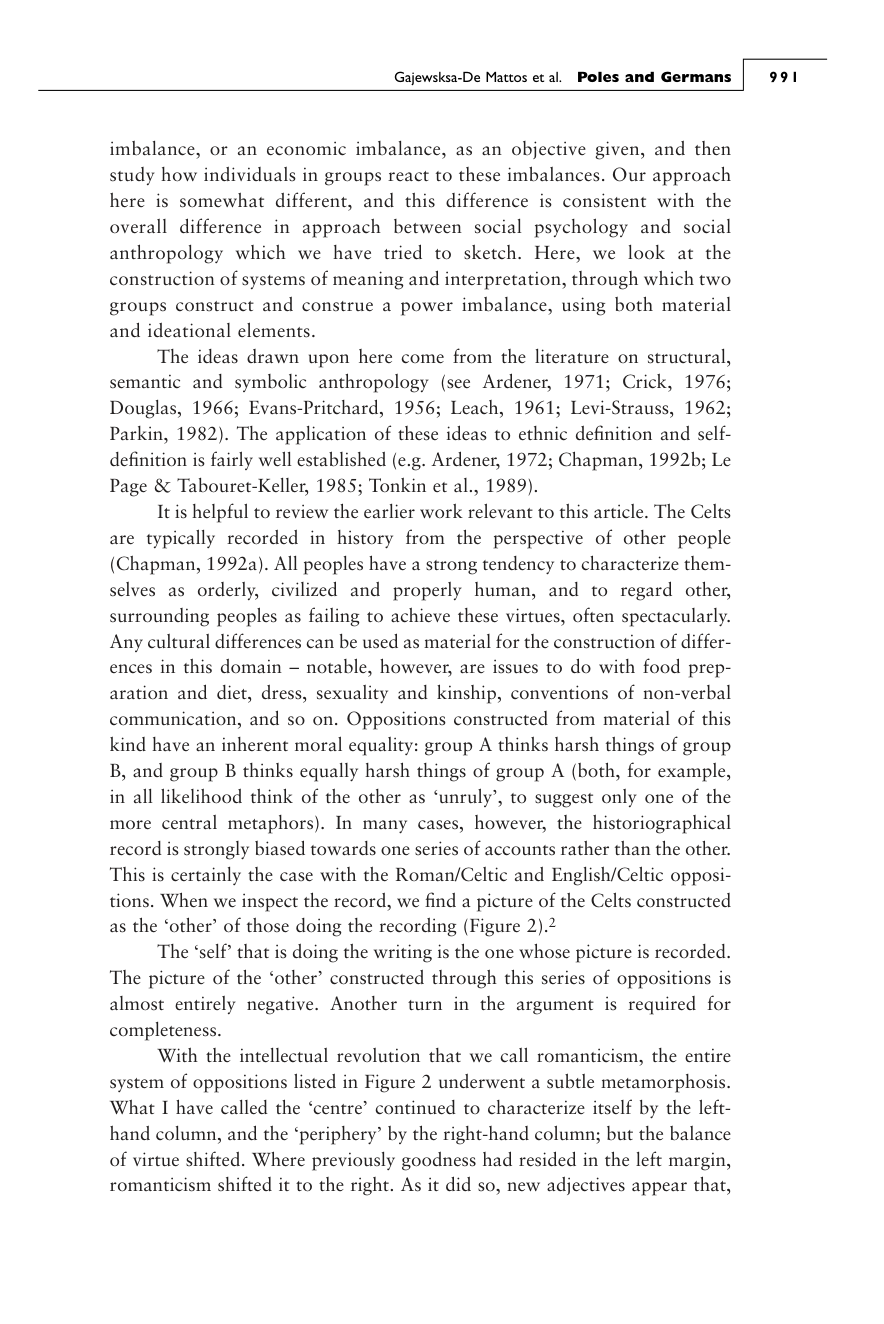 Gajewsksa-De Mattos et al. Poles and Germans 991
imbalance, or an economic imbalance, as an objective given, and then
study how individuals in groups react to these imbalances. Our approach
here is somewhat different, and this difference is consistent with the
overall difference in approach between social psychology and social
anthropology which we have tried to sketch. Here, we look at the
construction of systems of meaning and interpretation, through which two
groups construct and construe a power imbalance, using both material
and ideational elements.
The ideas drawn upon here come from the literature on structural,
semantic and symbolic anthropology (see Ardener, 1971; Crick, 1976;
Douglas, 1966; Evans-Pritchard, 1956; Leach, 1961; Levi-Strauss, 1962;
Parkin, 1982). The application of these ideas to ethnic definition and self-
definition is fairly well established (e.g. Ardener, 1972; Chapman, 1992b; Le
Page & Tabouret-Keller, 1985; Tonkin et al., 1989).
It is helpful to review the earlier work relevant to this article. The Celts
are typically recorded in history from the perspective of other people
(Chapman, 1992a). All peoples have a strong tendency to characterize them-
selves as orderly, civilized and properly human, and to regard other,
surrounding peoples as failing to achieve these virtues, often spectacularly.
Any cultural differences can be used as material for the construction of differ-
ences in this domain – notable, however, are issues to do with food prep-
aration and diet, dress, sexuality and kinship, conventions of non-verbal
communication, and so on. Oppositions constructed from material of this
kind have an inherent moral equality: group A thinks harsh things of group
B, and group B thinks equally harsh things of group A (both, for example,
in all likelihood think of the other as ‘unruly’, to suggest only one of the
more central metaphors). In many cases, however, the historiographical
record is strongly biased towards one series of accounts rather than the other.
This is certainly the case with the Roman/Celtic and English/Celtic opposi-
tions. When we inspect the record, we find a picture of the Celts constructed
as the ‘other’ of those doing the recording (Figure 2).2
The ‘self’ that is doing the writing is the one whose picture is recorded.
The picture of the ‘other’ constructed through this series of oppositions is
almost entirely negative. Another turn in the argument is required for
completeness.
With the intellectual revolution that we call romanticism, the entire
system of oppositions listed in Figure 2 underwent a subtle metamorphosis.
What I have called the ‘centre’ continued to characterize itself by the left-
hand column, and the ‘periphery’ by the right-hand column; but the balance
of virtue shifted. Where previously goodness had resided in the left margin,
romanticism shifted it to the right. As it did so, new adjectives appear that,